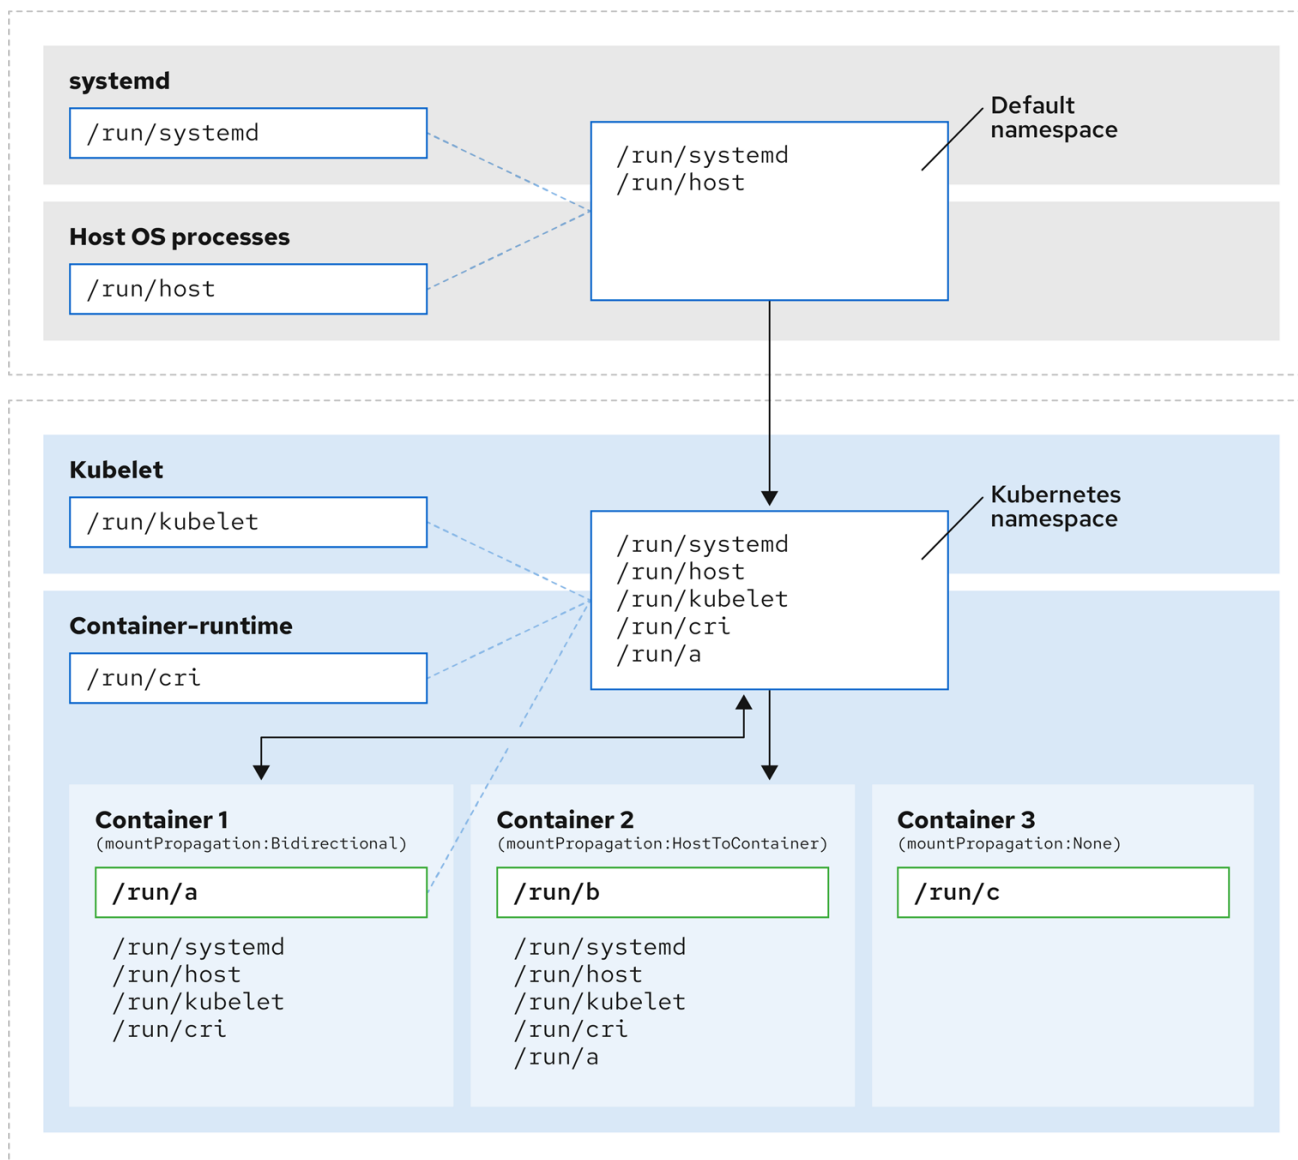 systemd
/run/systemd
Default
namespace
/run/systemd
/run/host
Host OS processes
/run/host
Kubelet
/run/kubelet
Kubernetes
namespace
/run/systemd
/run/host
/run/kubelet
/run/cri
/run/a
Container-runtime
/run/cri
Container 1
(mountPropagation:Bidirectional)
/run/a
/run/systemd
/run/host
/run/kubelet
/run/cri
Container 2
(mountPropagation:HostToContainer)
/run/b
/run/systemd
/run/host
/run/kubelet
/run/cri
/run/a
Container 3
(mountPropagation:None)
/run/c